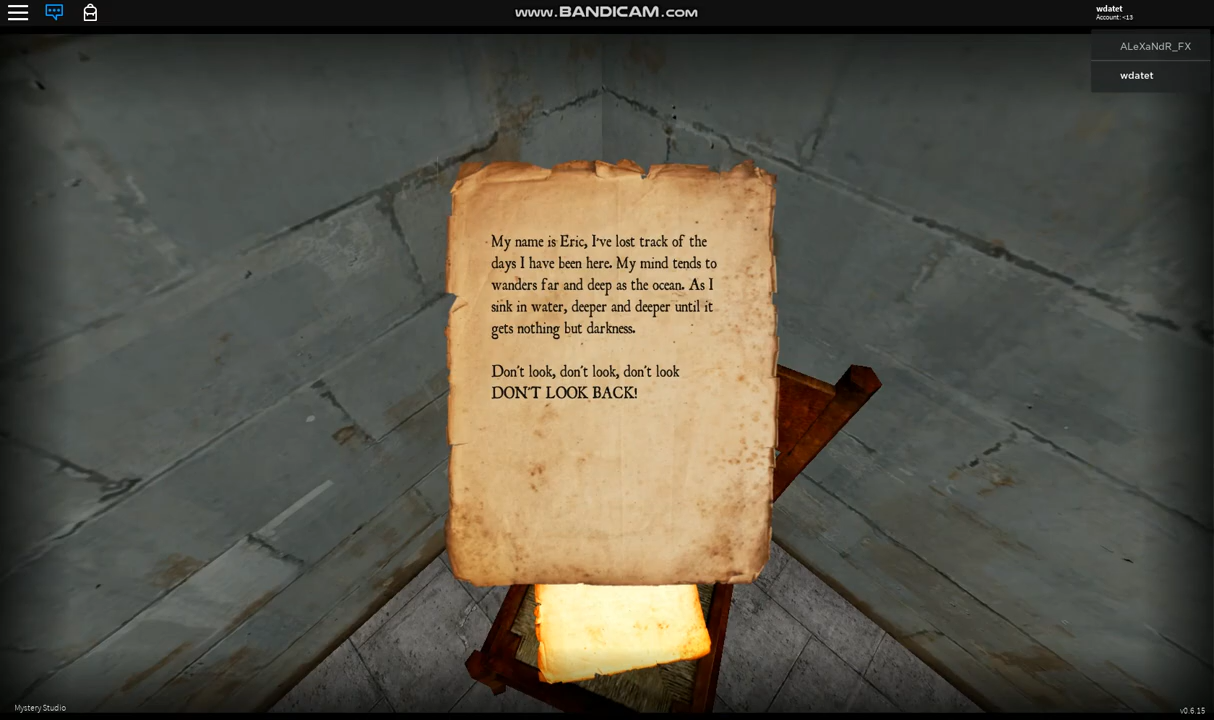 www.BANDICAM.com
wdatet
Account: <13
ALeXaNdR_FX
wdatet
My name is Eric, I've lost track of the
days I have been here. My mind tends to
wanders far and deep as the ocean. As I
sink in water, deeper and deeper until it
gets nothing but darkness.
Don't look, don't look, don't look
DON'T LOOK BACK!
Mystery Studio
v0.6.15